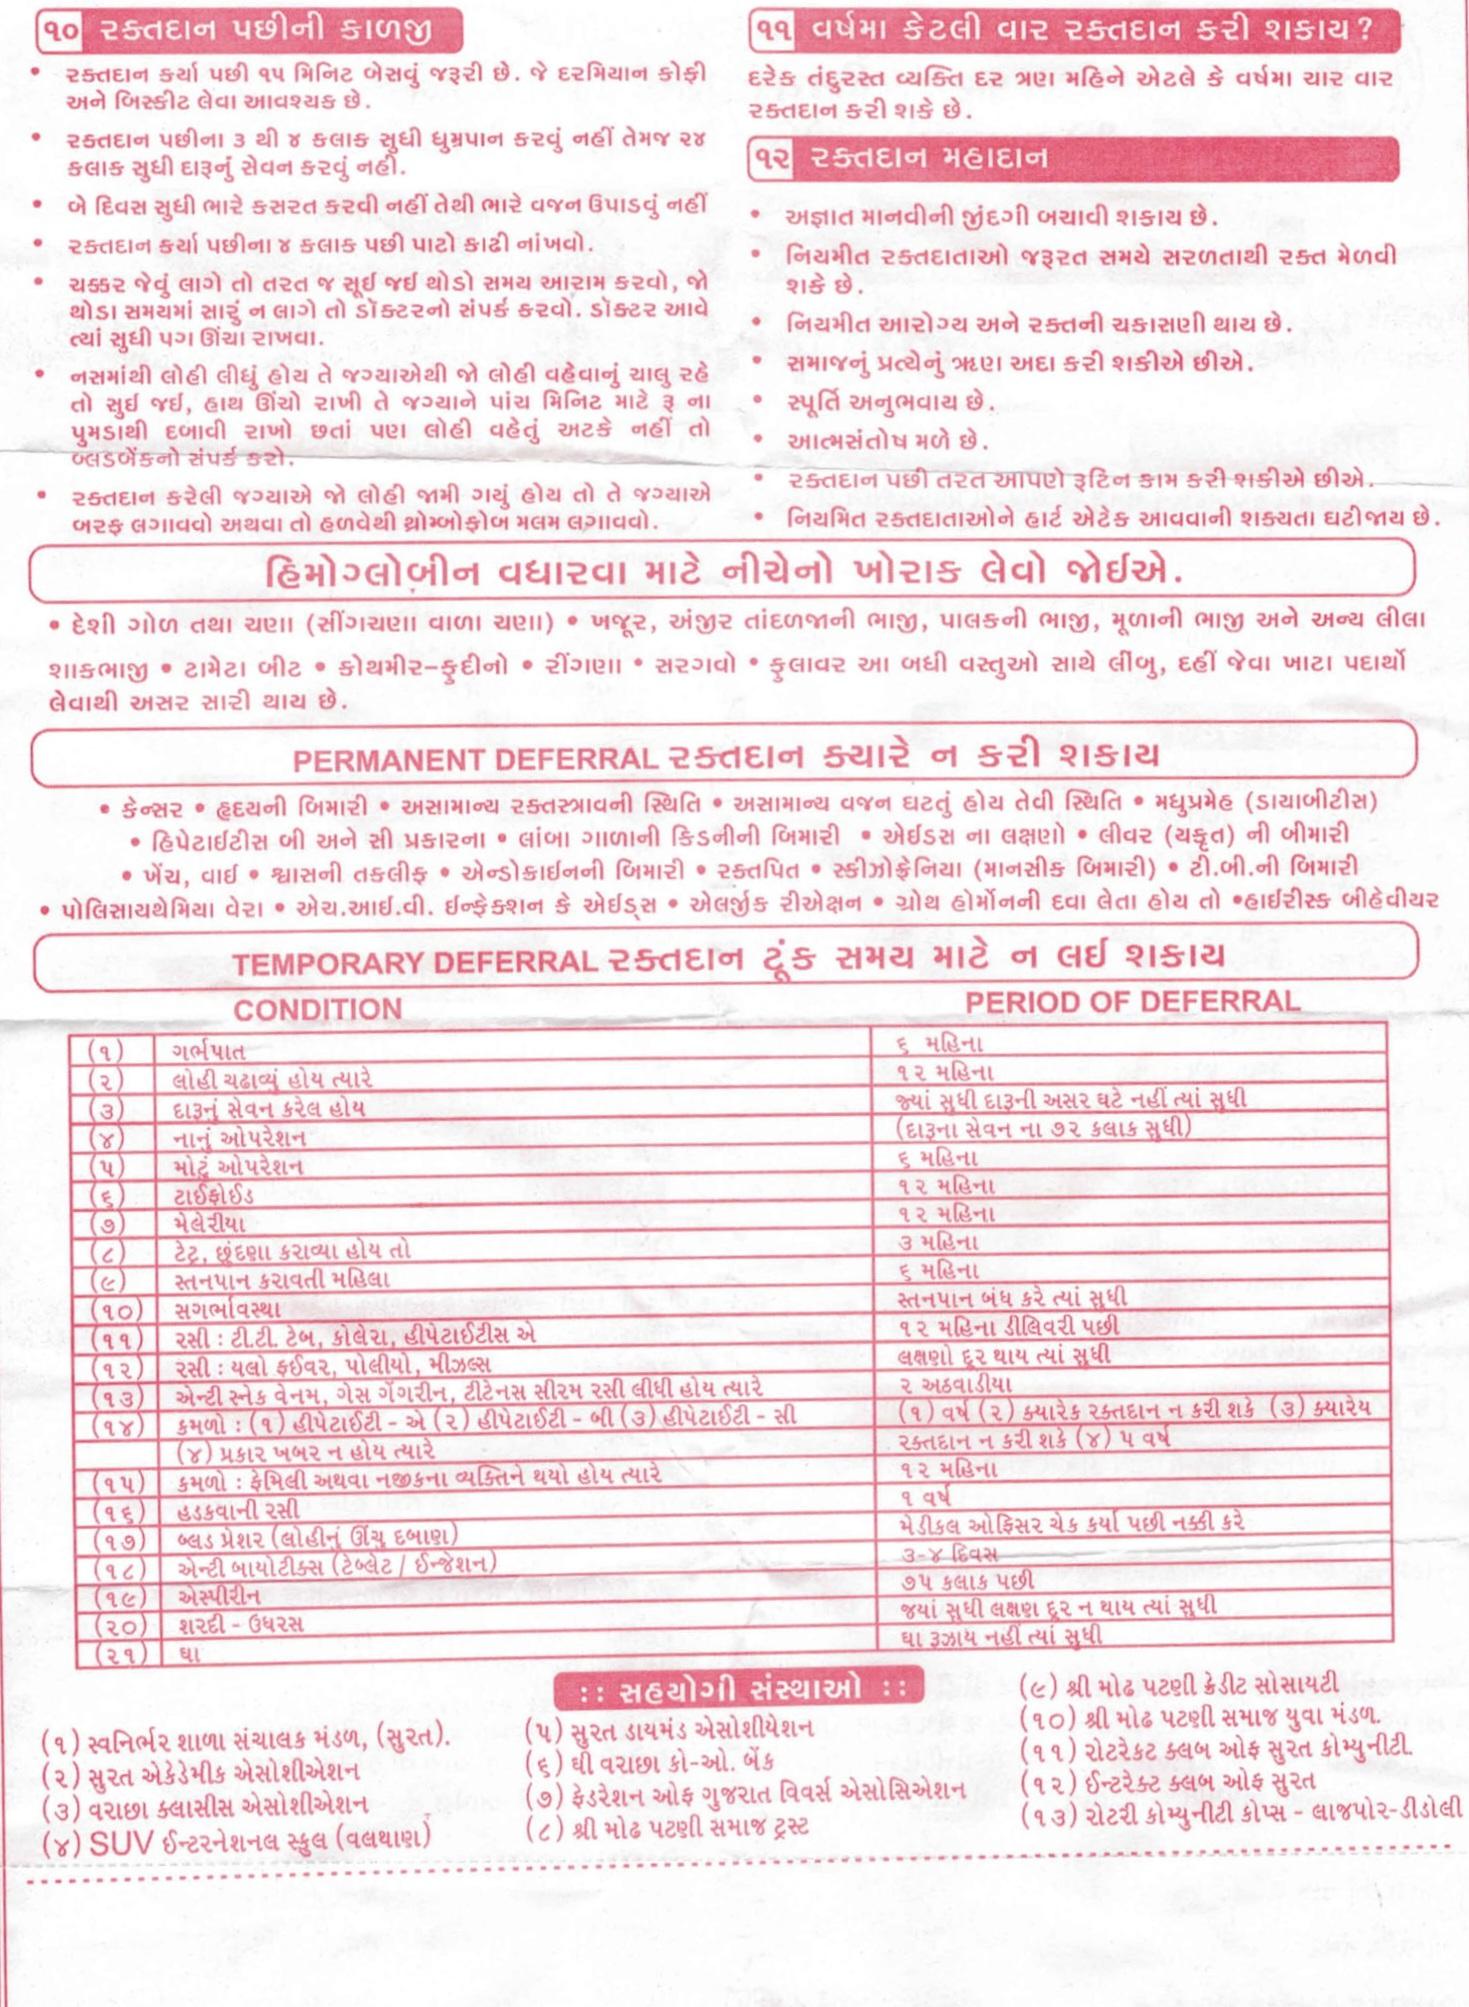 ૧૦ રક્તદાન પછીની કાળજી
• રક્તદાન કર્યા પછી ૧૫ મિનિટ બેસવું જરૂરી છે. જે દરમિયાન કોફી
અને બિસ્કીટ લેવા આવશ્યક છે.
• રક્તદાન પછીના ૩ થી ૪ કલાક સુધી ધુમ્રપાન કરવું નહીં તેમજ ૨૪
કલાક સુધી દારૂનું સેવન કરવું નહી.
• બે દિવસ સુધી ભારે કસરત કરવી નહીં તેથી ભારે વજન ઉપાડવું નહીં
• રક્તદાન કર્યા પછીના ૪ કલાક પછી પાટો કાઢી નાંખવો.
• ચક્કર જેવું લાગે તો તરત જ સૂઈ જઈ થોડો સમય આરામ કરવો, જો
થોડા સમયમાં સારું ન લાગે તો ડૉક્ટરનો સંપર્ક કરવો. ડૉક્ટર આવે
ત્યાં સુધી પગ ઊંચા રાખવા.
• નસમાંથી લોહી લીધું હોય તે જગ્યાએથી જો લોહી વહેવાનું ચાલુ રહે
તો સુઈ જઈ, હાથ ઊંચો રાખી તે જગ્યાને પાંચ મિનિટ માટે રૂ ના
પુમડાથી દબાવી રાખો છતાં પણ લોહી વહેતું અટકે નહીં તો
બ્લડબેંકનો સંપર્ક કરો.
• રક્તદાન કરેલી જગ્યાએ જો લોહી જામી ગયું હોય તો તે જગ્યાએ
બરફ લગાવવો અથવા તો હળવેથી થ્રોમ્બોફોબ મલમ લગાવવો.
૧૧ વર્ષમા કેટલી વાર રક્તદાન કરી શકાય ?
દરેક તંદુરસ્ત વ્યક્તિ દર ત્રણ મહિને એટલે કે વર્ષમા ચાર વાર
રક્તદાન કરી શકે છે.
૧૨ રક્તદાન મહાદાન
• અજ્ઞાત માનવીની જીંદગી બચાવી શકાય છે.
• નિયમીત રક્તદાતાઓ જરૂરત સમયે સરળતાથી રક્ત મેળવી
શકે છે.
• નિયમીત આરોગ્ય અને રક્તની ચકાસણી થાય છે.
• સમાજનું પ્રત્યેનું ઋણ અદા કરી શકીએ છીએ.
• સ્પૂર્તિ અનુભવાય છે.
• આત્મસંતોષ મળે છે.
• રક્તદાન પછી તરત આપણે રૂટિન કામ કરી શકીએ છીએ.
• નિયમિત રક્તદાતાઓને હાર્ટ એટેક આવવાની શક્યતા ઘટીજાય છે.
હિમોગ્લોબીન વધારવા માટે નીચેનો ખોરાક લેવો જોઈએ.
• દેશી ગોળ તથા ચણા (સીંગચણા વાળા ચણા) • ખજૂર, અંજીર તાંદળજાની ભાજી, પાલકની ભાજી, મૂળાની ભાજી અને અન્ય લીલા
શાકભાજી • ટામેટા બીટ • કોથમીર-કુદીનો • રીંગણા • સરગવો • ફુલાવર આ બધી વસ્તુઓ સાથે લીંબુ, દહીં જેવા ખાટા પદાર્થો
લેવાથી અસર સારી થાય છે.
PERMANENT DEFERRAL રક્તદાન ક્યારે ન કરી શકાય
• કેન્સર • હૃદયની બિમારી • અસામાન્ય રક્તસ્ત્રાવની સ્થિતિ • અસામાન્ય વજન ઘટતું હોય તેવી સ્થિતિ • મધુપ્રમેહ (ડાયાબીટીસ)
• હિપેટાઈટીસ બી અને સી પ્રકારના • લાંબા ગાળાની કિડનીની બિમારી • એઈડસ ના લક્ષણો • લીવર (યકૃત) ની બીમારી
• ખેંચ, વાઈ • શ્વાસની તકલીફ • એન્ડોકાઈનની બિમારી • રક્તપિત • સ્કીઝોફ્રેનિયા (માનસીક બિમારી) • ટી.બી.ની બિમારી
• પોલિસાયથેમિયા વેરા • એચ.આઈ.વી. ઈન્ફેક્શન કે એઈડ્સ • એલર્જીક રીએક્ષન • ગ્રોથ હોર્મોનની દવા લેતા હોય તો •હાઈરીસ્ક બીહેવીયર
TEMPORARY DEFERRAL રક્તદાન ટૂંક સમય માટે ન લઈ શકાય
CONDITION PERIOD OF DEFERRAL
(૧) ગર્ભપાત ૬ મહિના
(૨) લોહી ચઢાવ્યું હોય ત્યારે ૧૨ મહિના
(૩) દારૂનું સેવન કરેલ હોય જ્યાં સુધી દારૂની અસર ઘટે નહીં ત્યાં સુધી
(૪) નાનું ઓપરેશન (દારૂના સેવન ના ૭૨ કલાક સુધી)
(૫) મોટું ઓપરેશન ૬ મહિના
(૬) ટાઈફોઈડ ૧૨ મહિના
(૭) મેલેરીયા ૧૨ મહિના
(૮) ટેટૂ, છુંદણા કરાવ્યા હોય તો ૩ મહિના
(૯) સ્તનપાન કરાવતી મહિલા ૬ મહિના
(૧૦) સગર્ભાવસ્થા સ્તનપાન બંધ કરે ત્યાં સુધી
(૧૧) રસી : ટી.ટી. ટેબ, કોલેરા, હીપેટાઈટીસ એ ૧૨ મહિના ડીલિવરી પછી
(૧૨) રસી : યલો ફઈવર, પોલીયો, મીઝલ્સ લક્ષણો દૂર થાય ત્યાં સુધી
(૧૩) એન્ટી સ્નેક વેનમ, ગેસ ગેંગરીન, ટીટેનસ સીરમ રસી લીધી હોય ત્યારે ૨ અઠવાડીયા
(૧૪) કમળો : (૧) હીપેટાઈટી - એ (૨) હીપેટાઈટી - બી (૩) હીપેટાઈટી - સી (૧) વર્ષ (૨) ક્યારેક રક્તદાન ન કરી શકે (૩) ક્યારેય
(૪) પ્રકાર ખબર ન હોય ત્યારે રક્તદાન ન કરી શકે (૪) ૫ વર્ષ
(૧૫) કમળો : ફેમિલી અથવા નજીકના વ્યક્તિને થયો હોય ત્યારે ૧૨ મહિના
(૧૬) હડકવાની રસી ૧ વર્ષ
(૧૭) બ્લડ પ્રેશર (લોહીનું ઊંચુ દબાણ) મેડીકલ ઓફિસર ચેક કર્યા પછી નક્કી કરે
(૧૮) એન્ટી બાયોટીક્સ (ટેબ્લેટ / ઈન્જેશન) ૩-૪ દિવસ
(૧૯) એસ્પીરીન ૭૫ કલાક પછી
(૨૦) શરદી - ઉધરસ જયાં સુધી લક્ષણ દૂર ન થાય ત્યાં સુધી
(૨૧) ઘા ઘા રૂઝાય નહીં ત્યાં સુધી
:: સહયોગી સંસ્થાઓ ::
(૧) સ્વનિર્ભર શાળા સંચાલક મંડળ, (સુરત).
(૨) સુરત એકેડેમીક એસોશીએશન
(૩) વરાછા ક્લાસીસ એસોશીએશન
(૪) SUV ઈન્ટરનેશનલ સ્કુલ (વલથાણ)
(૫) સુરત ડાયમંડ એસોશીયેશન
(૬) ઘી વરાછા કો-ઓ. બેંક
(૭) ફેડરેશન ઓફ ગુજરાત વિવર્સ એસોસિએશન
(૮) શ્રી મોઢ પટણી સમાજ ટ્રસ્ટ
(૯) શ્રી મોઢ પટણી ક્રેડીટ સોસાયટી
(૧૦) શ્રી મોઢ પટણી સમાજ યુવા મંડળ.
(૧૧) રોટરેકટ ક્લબ ઓફ સુરત કોમ્યુનીટી.
(૧૨) ઈન્ટરેક્ટ ક્લબ ઓફ સુરત
(૧૩) રોટરી કોમ્યુનીટી કોપ્સ - લાજપોર-ડીડોલી